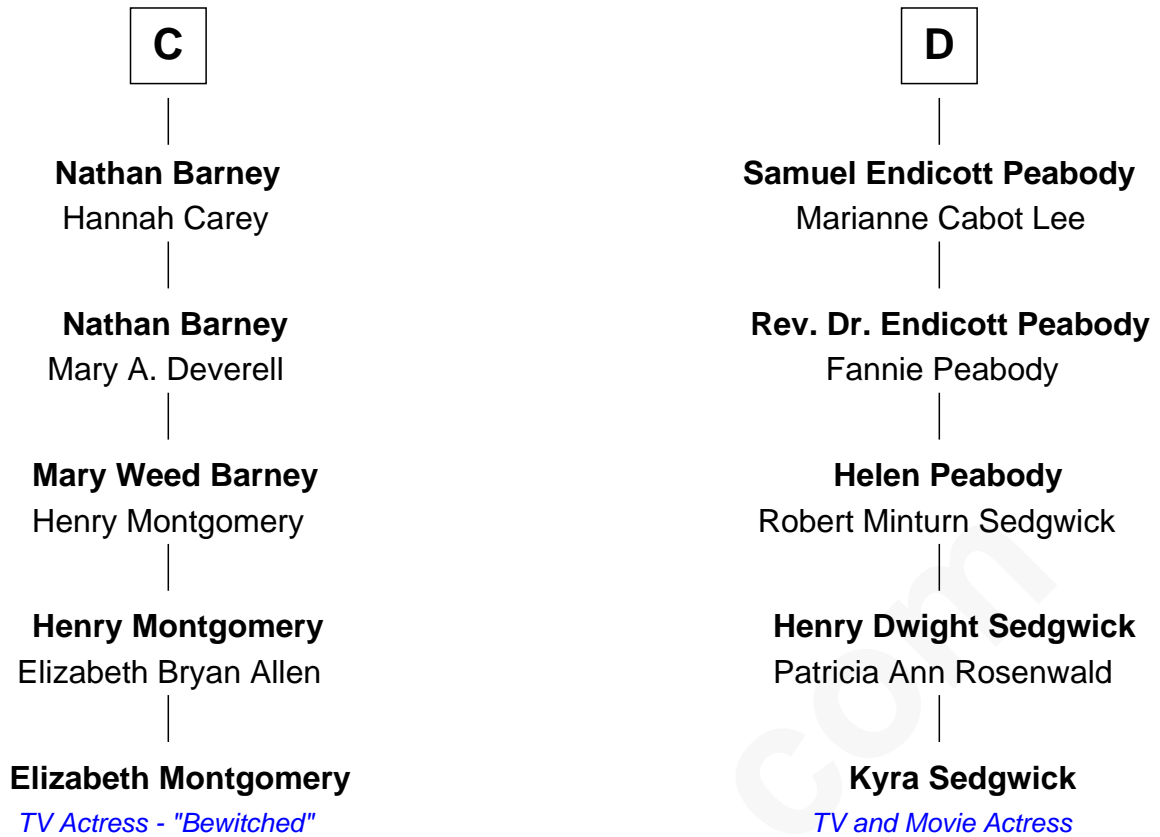 C
Nathan Barney
Hannah Carey
Nathan Barney
Mary A. Deverell
Mary Weed Barney
Henry Montgomery
Henry Montgomery
Elizabeth Bryan Allen
Elizabeth Montgomery
TV Actress - "Bewitched"
D
Samuel Endicott Peabody
Marianne Cabot Lee
Rev. Dr. Endicott Peabody
Fannie Peabody
Helen Peabody
Robert Minturn Sedgwick
Henry Dwight Sedgwick
Patricia Ann Rosenwald
Kyra Sedgwick
TV and Movie Actress
com